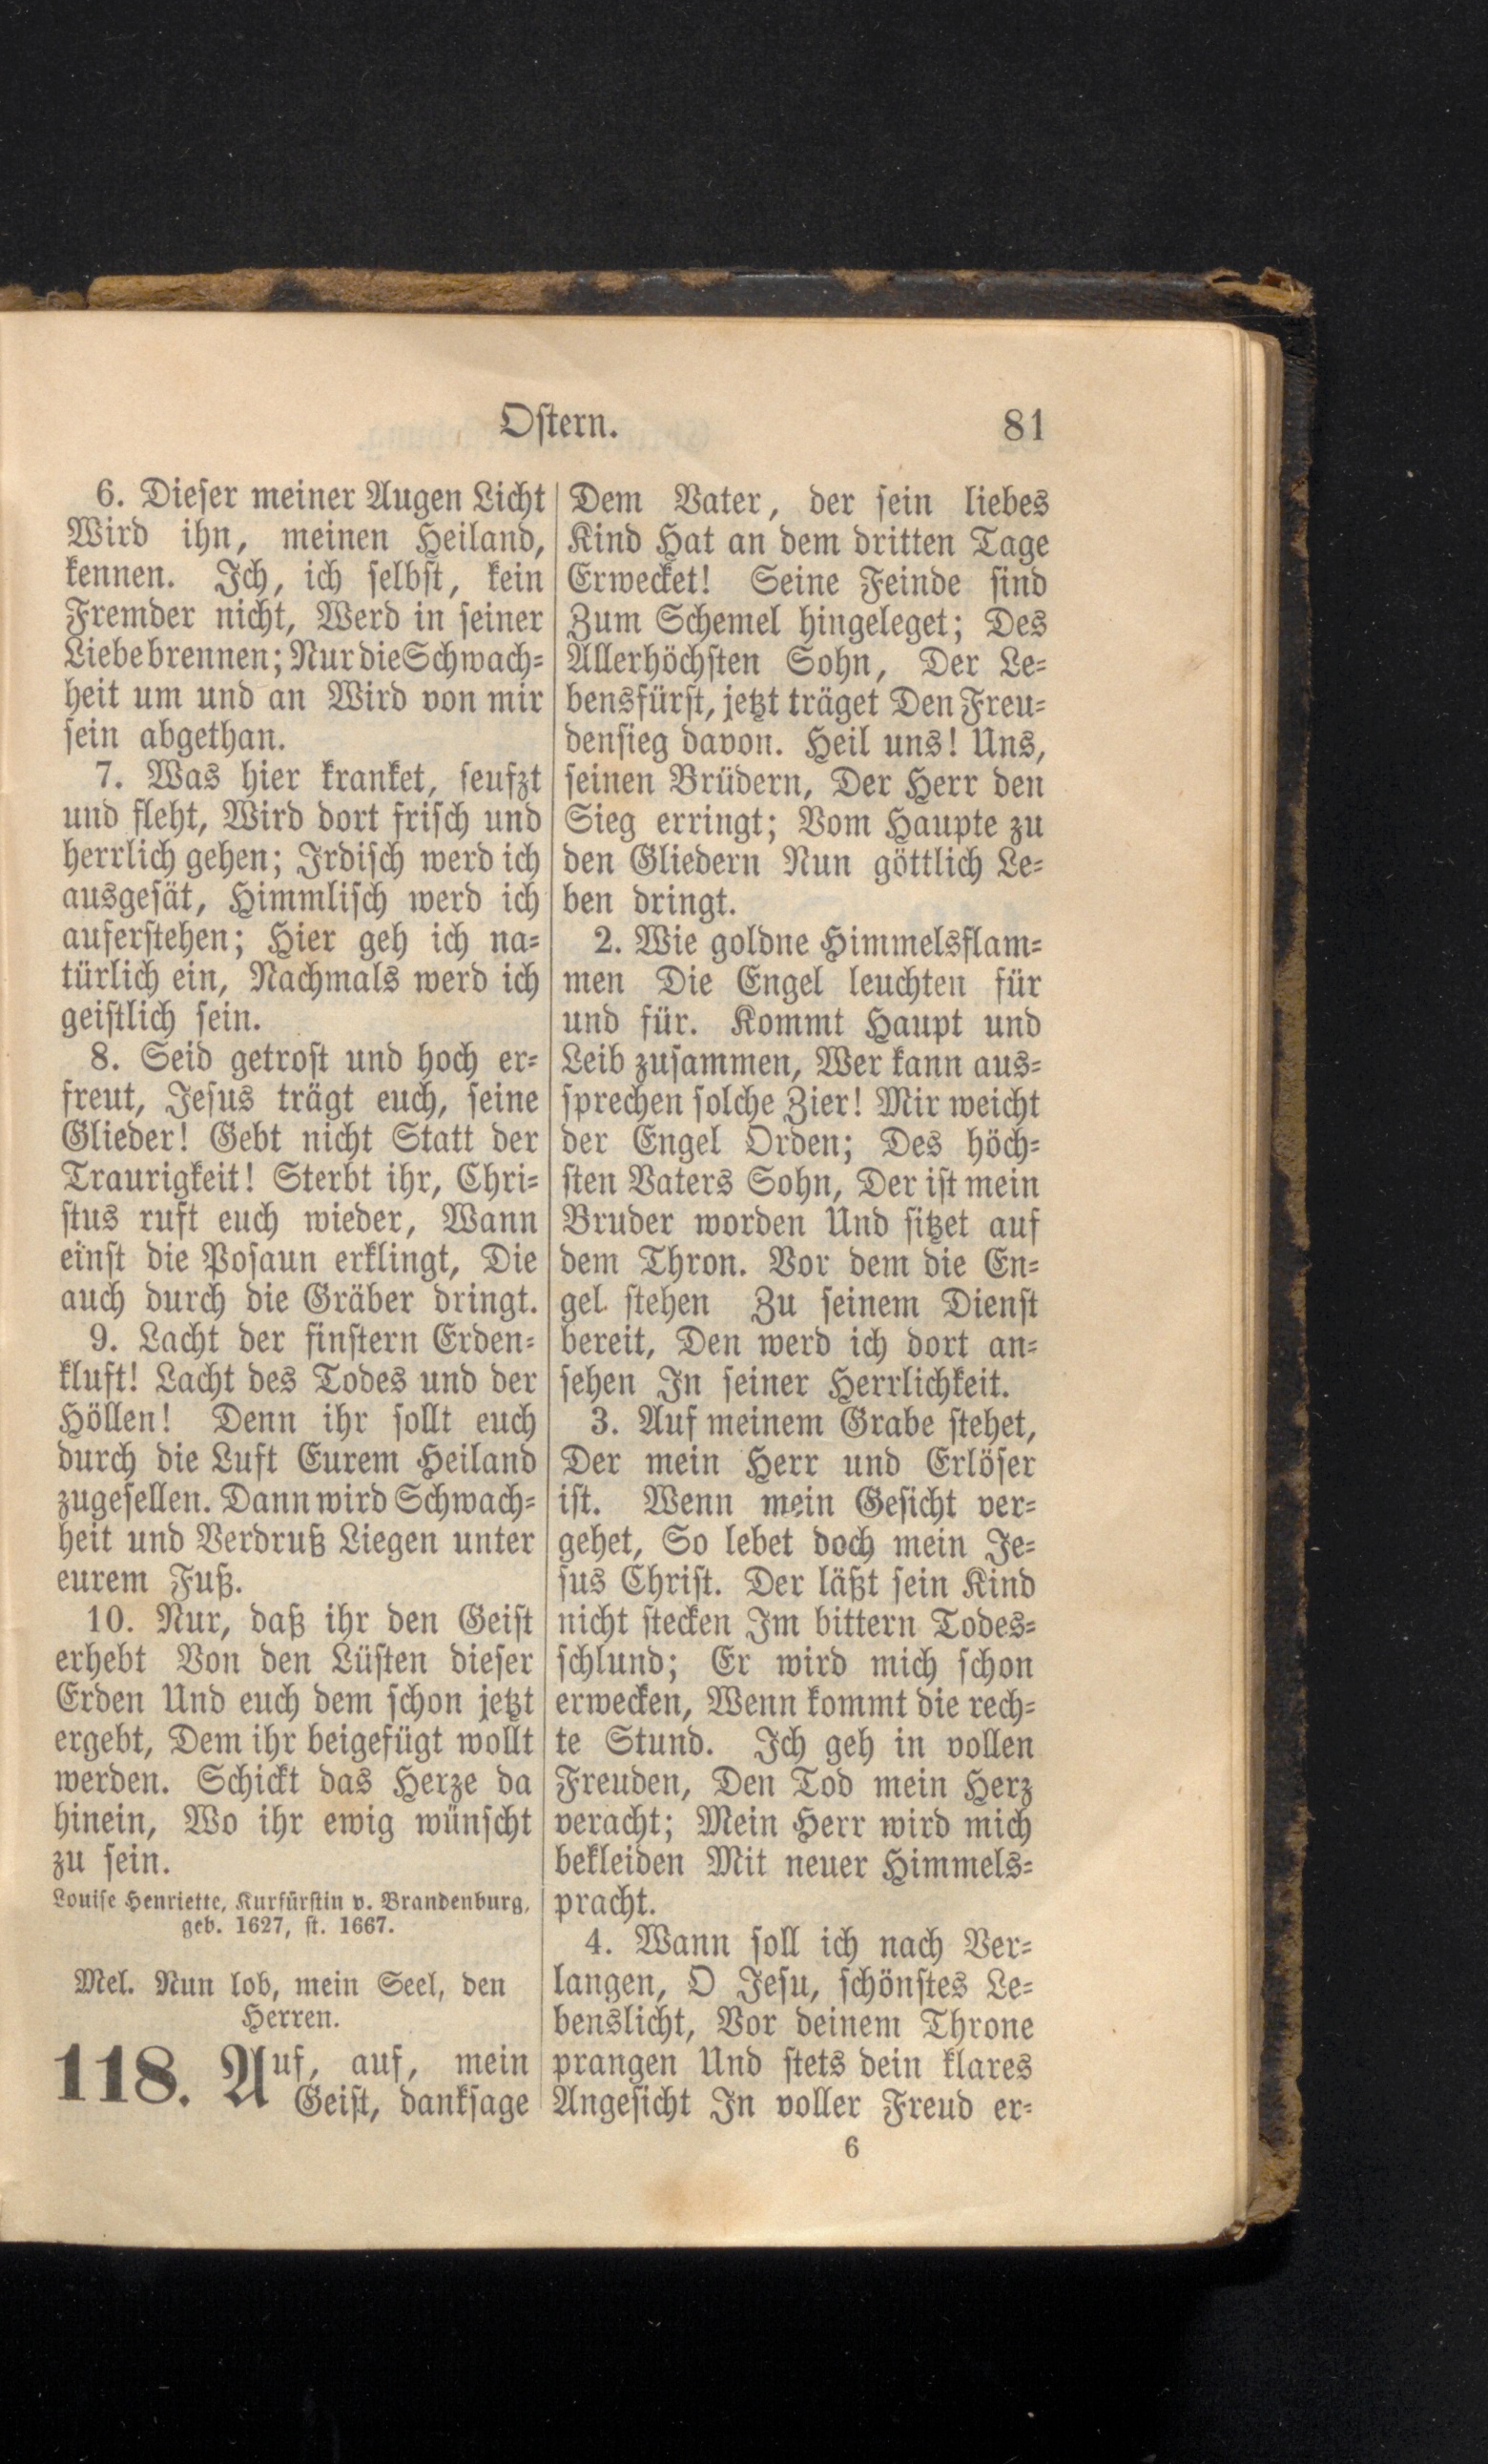 Ostern.
81
6. Dieser meiner Augen Licht
Wird ihn, meinen Heiland,
kennen. Ich, ich selbst, kein
Fremder nicht, Werd in seiner
Liebe brennen; Nur die Schwach-
heit um und an Wird von mir
sein abgethan.
7. Was hier kranket, seufzt
und fleht, Wird dort frisch und
herrlich gehen; Irdisch werd ich
ausgesät, Himmlisch werd ich
auferstehen; Hier geh ich na-
türlich ein, Nachmals werd ich
geistlich sein.
8. Seid getrost und hoch er-
freut, Jesus trägt euch, seine
Glieder! Gebt nicht Statt der
Traurigkeit! Sterbt ihr, Chri-
stus ruft euch wieder, Wann
einst die Posaun erklingt, Die
auch durch die Gräber dringt.
9. Lacht der finstern Erden-
kluft! Lacht des Todes und der
Höllen! Denn ihr sollt euch
durch die Luft Eurem Heiland
zugesellen. Dann wird Schwach-
heit und Verdruß Liegen unter
eurem Fuß.
10. Nur, daß ihr den Geist
erhebt Von den Lüsten dieser
Erden Und euch dem schon jetzt
ergebt, Dem ihr beigefügt wollt
werden. Schickt das Herze da
hinein, Wo ihr ewig wünscht
zu sein.
Louise Henriette, Kurfürstin v. Brandenburg,
geb. 1627, st. 1667.
Mel. Nun lob, mein Seel, den
Herren.
118. Auf, auf, mein
Geist, danksage
Dem Vater, der sein liebes
Kind Hat an dem dritten Tage
Erwecket! Seine Feinde sind
Zum Schemel hingeleget; Des
Allerhöchsten Sohn, Der Le-
bensfürst, jetzt träget Den Freu-
densieg davon. Heil uns! Uns,
seinen Brüdern, Der Herr den
Sieg erringt; Vom Haupte zu
den Gliedern Nun göttlich Le-
ben dringt.
2. Wie goldne Himmelsflam-
men Die Engel leuchten für
und für. Kommt Haupt und
Leib zusammen, Wer kann aus-
sprechen solche Zier! Mir weicht
der Engel Orden; Des höch-
sten Vaters Sohn, Der ist mein
Bruder worden Und sitzet auf
dem Thron. Vor dem die En-
gel stehen Zu seinem Dienst
bereit, Den werd ich dort an-
sehen In seiner Herrlichkeit.
3. Auf meinem Grabe stehet,
Der mein Herr und Erlöser
ist. Wenn mein Gesicht ver-
gehet, So lebet doch mein Je-
sus Christ. Der läßt sein Kind
nicht stecken Im bittern Todes-
schlund; Er wird mich schon
erwecken, Wenn kommt die rech-
te Stund. Ich geh in vollen
Freuden, Den Tod mein Herz
veracht; Mein Herr wird mich
bekleiden Mit neuer Himmels-
pracht.
4. Wann soll ich nach Ver-
langen, O Jesu, schönstes Le-
benslicht, Vor deinem Throne
prangen Und stets dein klares
Angesicht In voller Freud er-
6